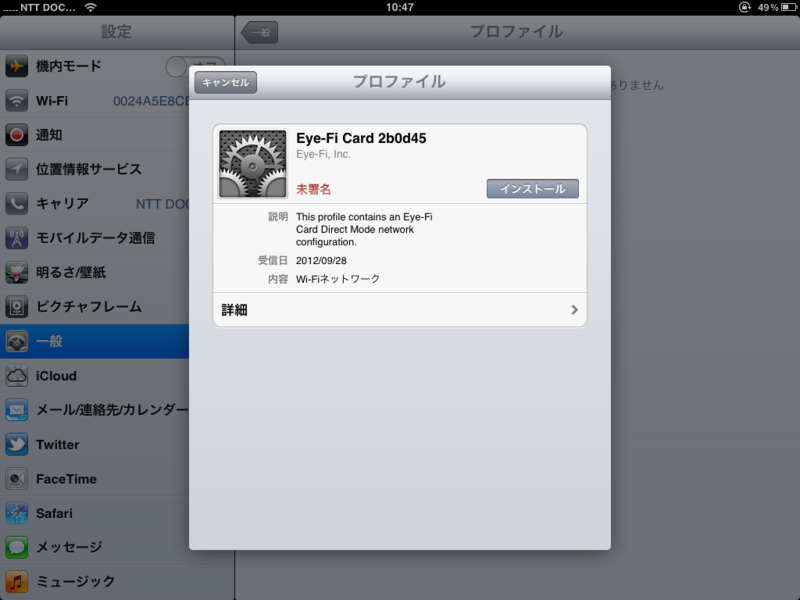 NTT DOC...
10:47
49%
設定
一般
プロファイル
機内モード
オフ
Wi-Fi 0024A5E8CE
通知
位置情報サービス
キャリア NTT DOC
モバイルデータ通信
明るさ/壁紙
ピクチャフレーム
一般
iCloud
メール/連絡先/カレンダー
Twitter
FaceTime
Safari
メッセージ
ミュージック
ありません
キャンセル
プロファイル
Eye-Fi Card 2b0d45
Eye-Fi, Inc.
未署名
インストール
説明 This profile contains an Eye-Fi
Card Direct Mode network
configuration.
受信日 2012/09/28
内容 Wi-Fiネットワーク
詳細